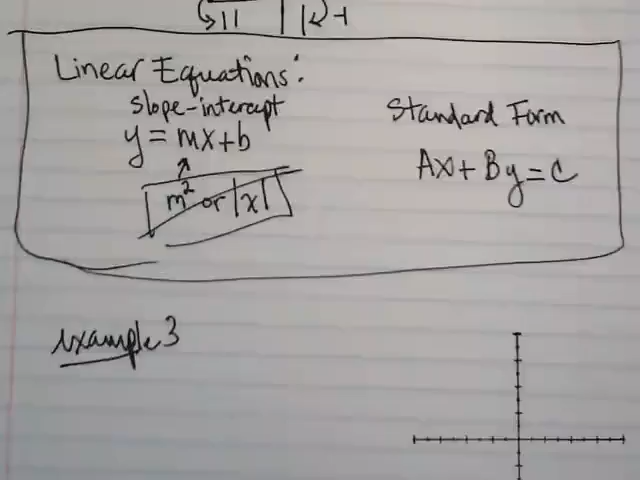 Linear Equations:
slope-intercept
y = mx+b
m² or |x|
Standard Form
Ax + By = C
example 3